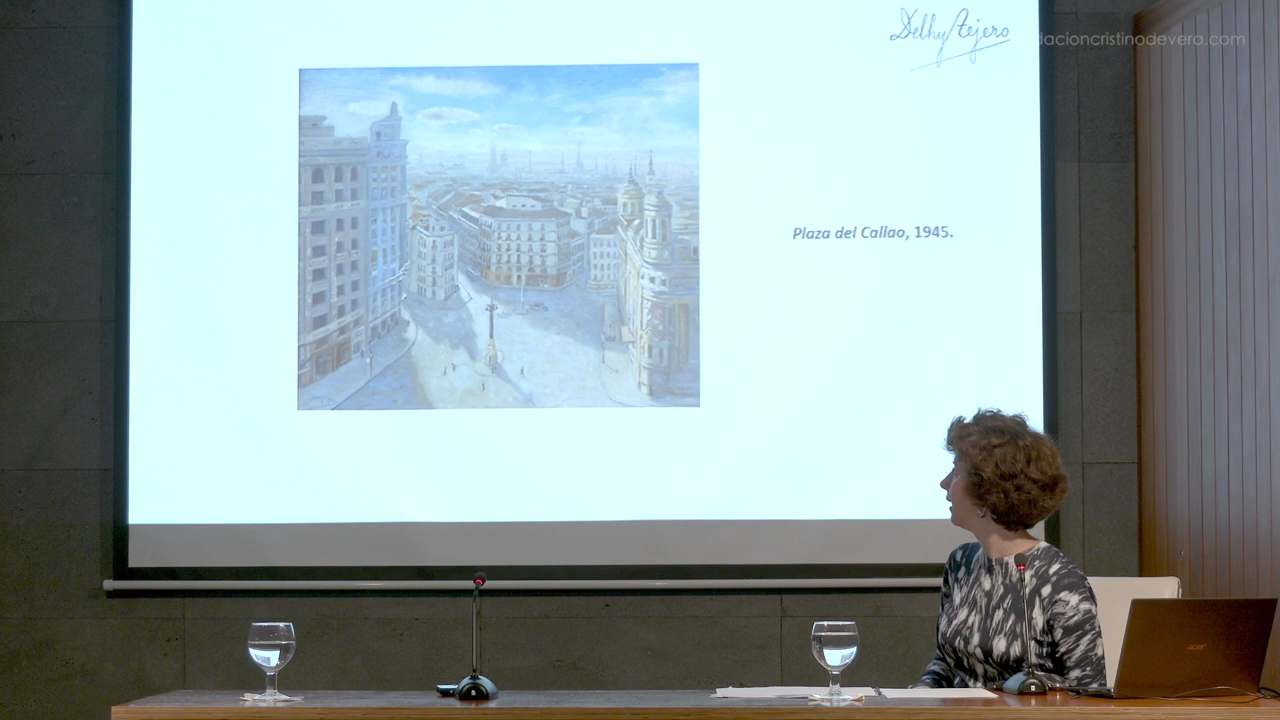 Delhy Tejero
dacioncristinodevera.com
Plaza del Callao, 1945.
acer